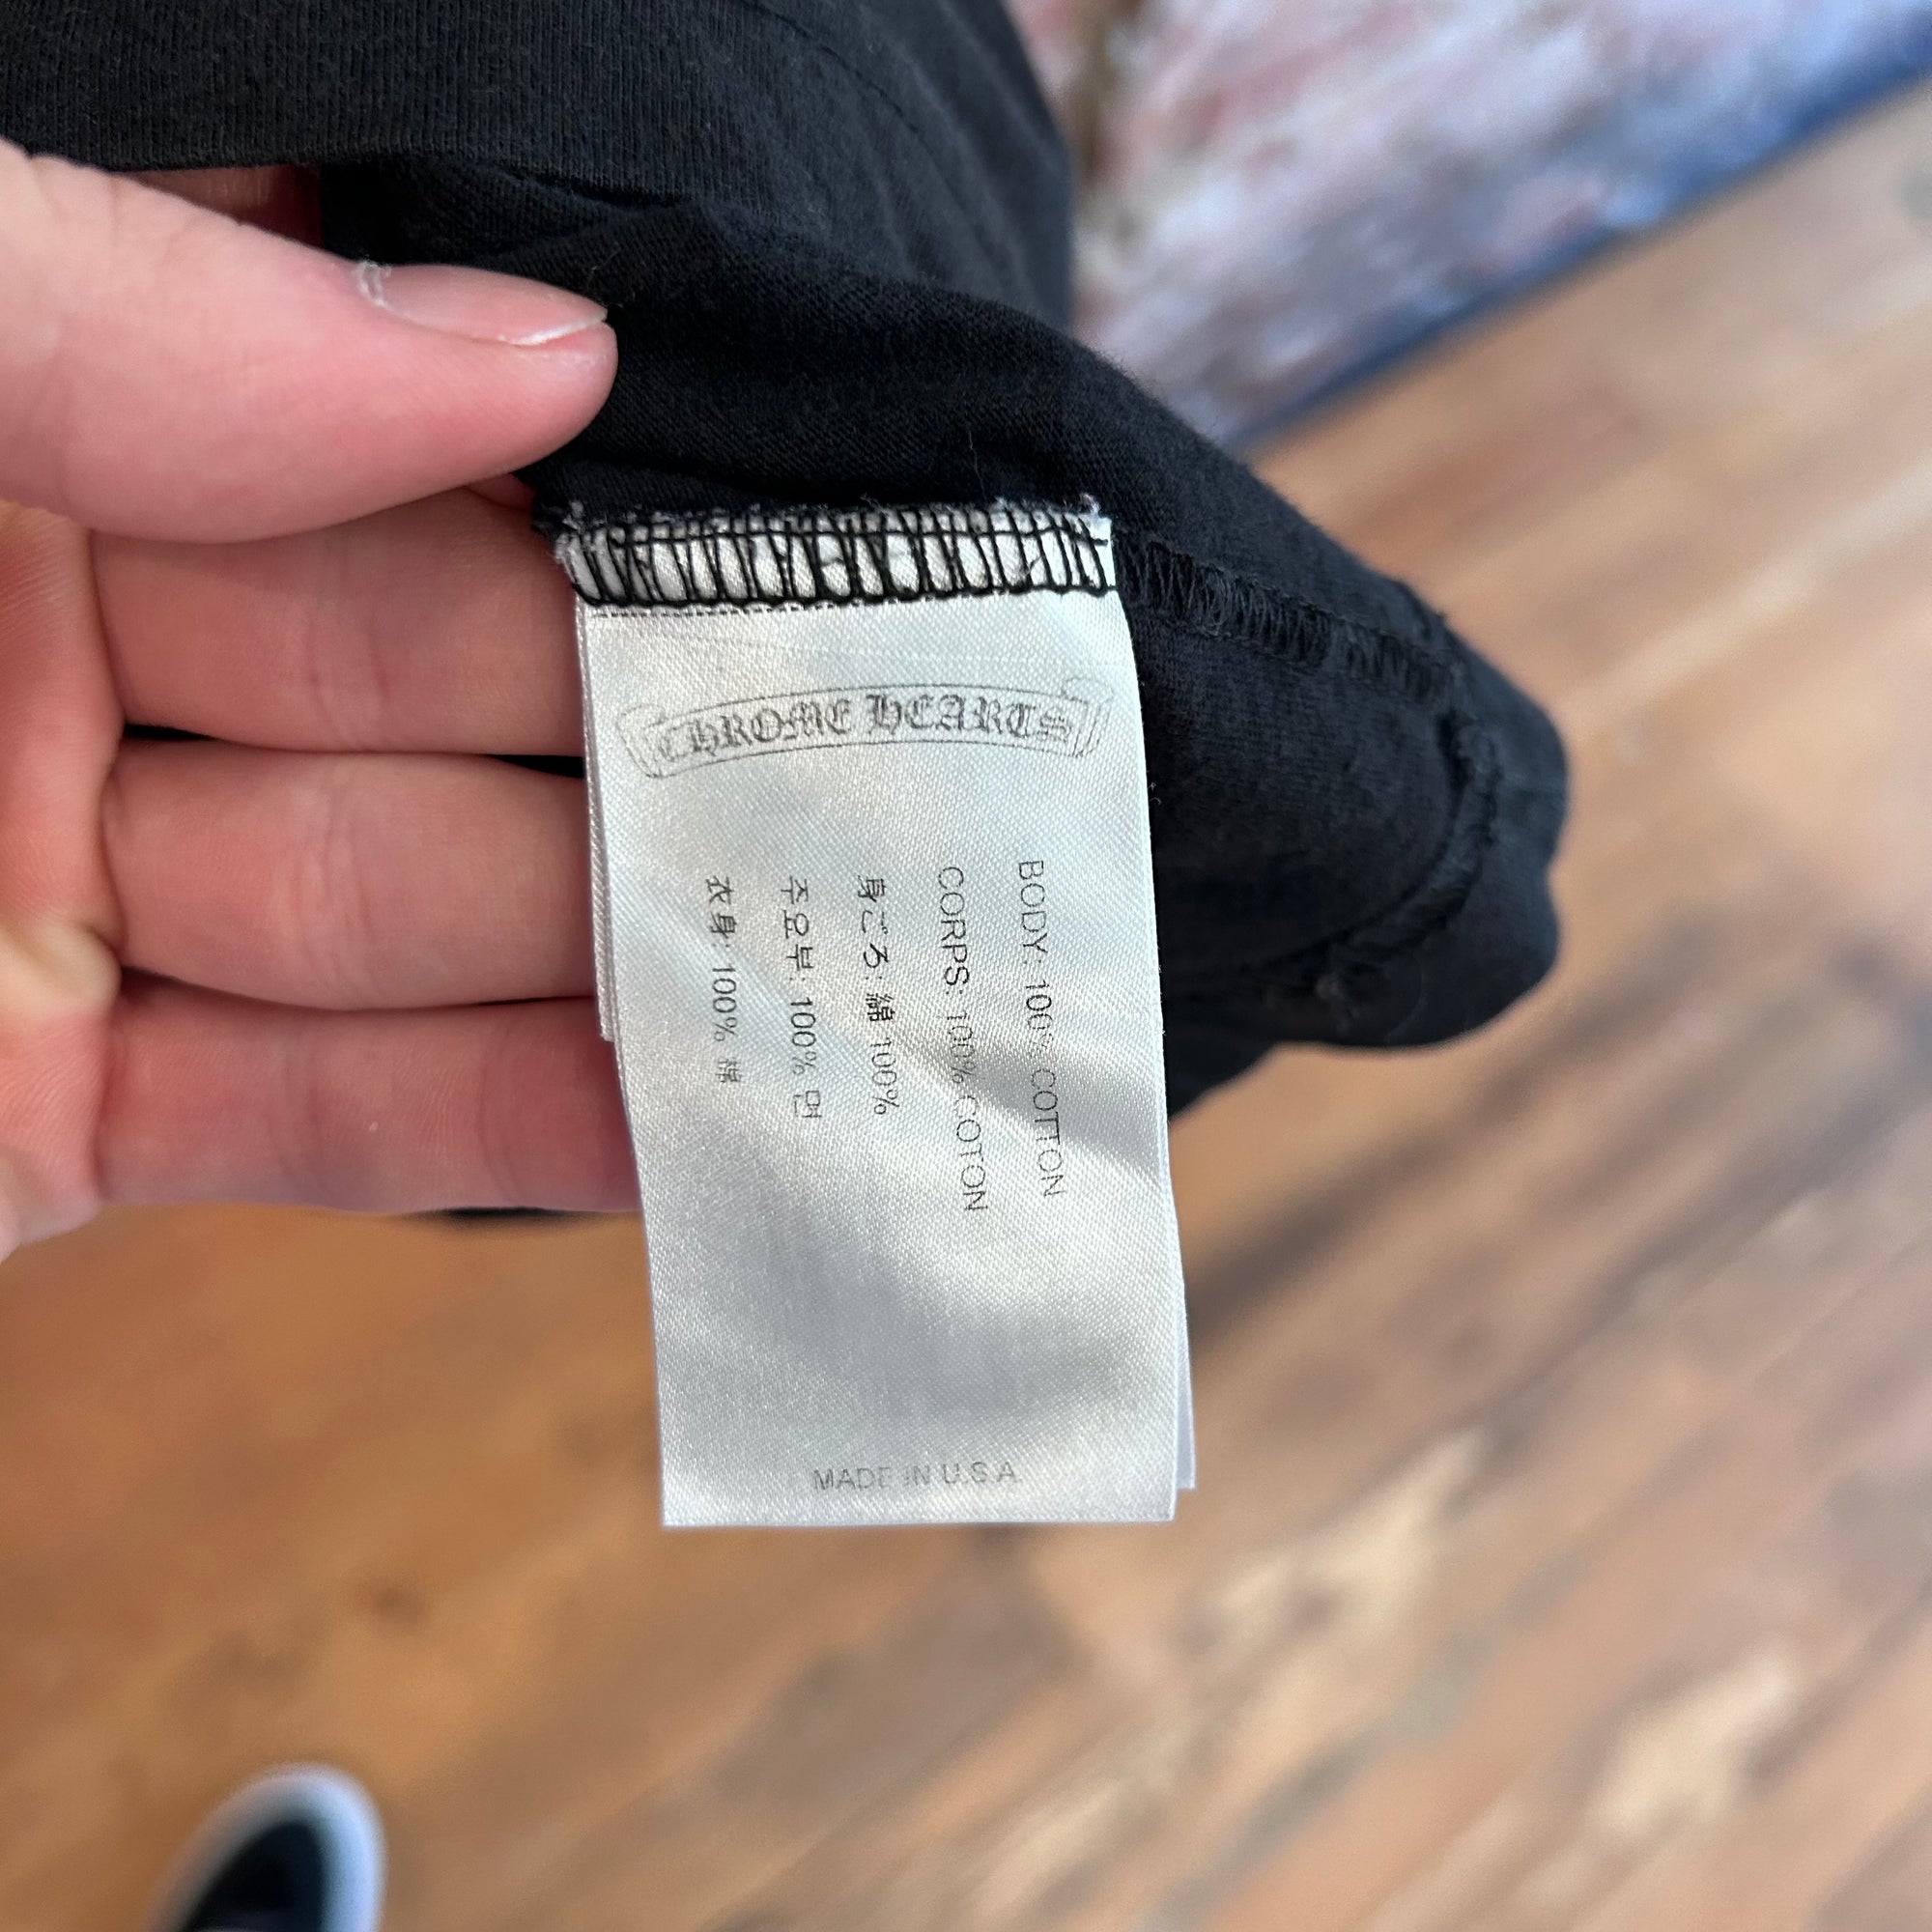 CHROME HEARTS
BODY: 100% COTTON
CORPS: 100% COTON
身ごろ: 綿 100%
주요부: 100% 면
衣身: 100% 綿
MADE IN U.S.A